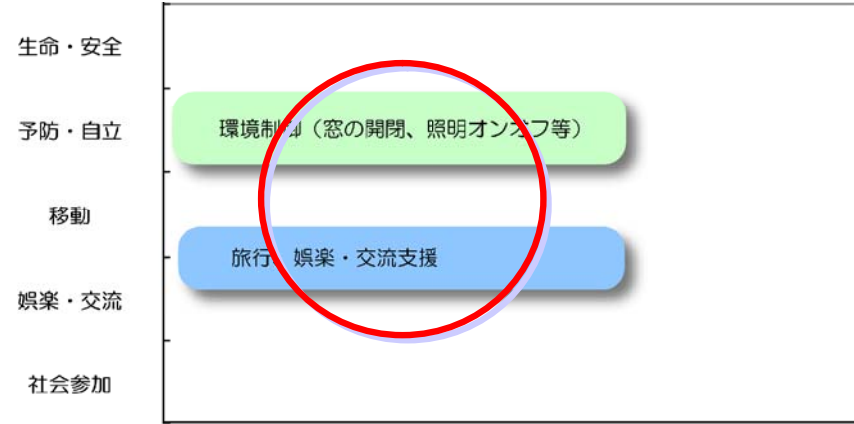 生命・安全
予防・自立
環境制御（窓の開閉、照明オンオフ等）
移動
旅行、娯楽・交流支援
娯楽・交流
社会参加